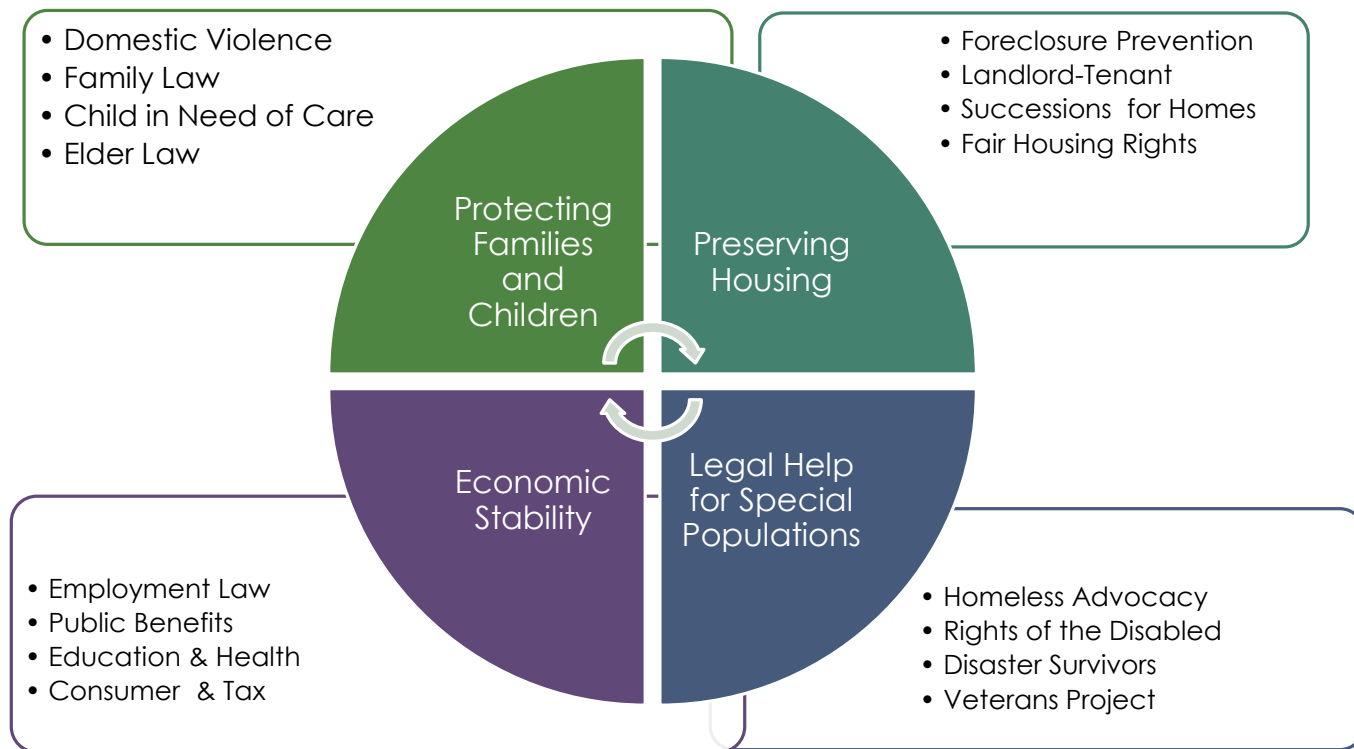 • Domestic Violence
• Family Law
• Child in Need of Care
• Elder Law
• Foreclosure Prevention
• Landlord-Tenant
• Successions for Homes
• Fair Housing Rights
Protecting
Families
and
Children
Preserving
Housing
Economic
Stability
Legal Help
for Special
Populations
• Employment Law
• Public Benefits
• Education & Health
• Consumer & Tax
• Homeless Advocacy
• Rights of the Disabled
• Disaster Survivors
• Veterans Project